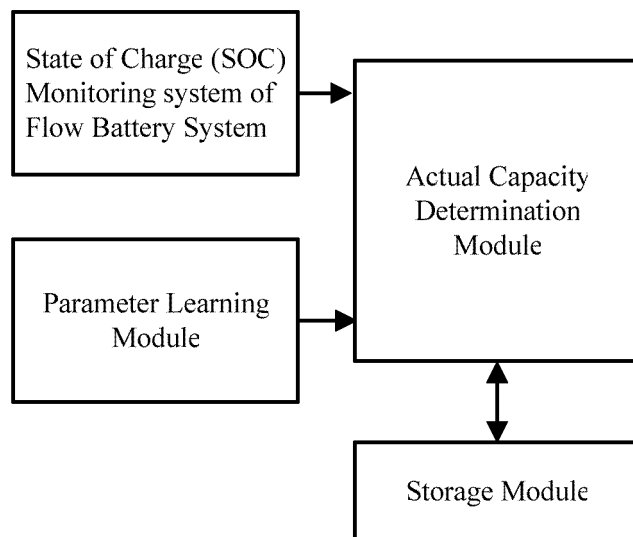 State of Charge (SOC)
Monitoring system of
Flow Battery System
Actual Capacity
Determination
Module
Parameter Learning
Module
Storage Module